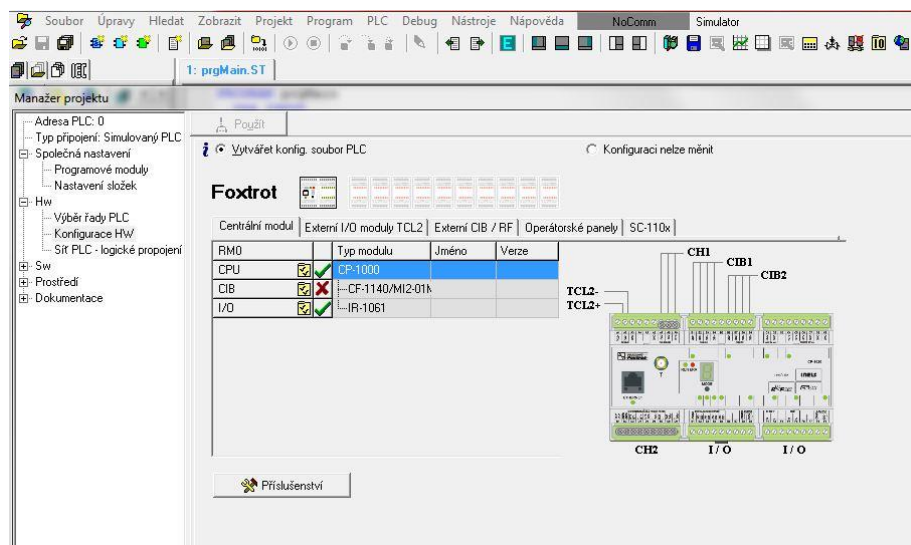 Soubor Úpravy Hledat Zobrazit Projekt Program PLC Debug Nástroje Nápověda NoComm Simulator
1: prgMain.ST
Manažer projektu
Adresa PLC: 0
Typ připojení: Simulovaný PLC
Společná nastavení
Programové moduly
Nastavení složek
Hw
Výběr řady PLC
Konfigurace HW
Síť PLC - logické propojení
Sw
Prostředí
Dokumentace
Použít
Vytvářet konfig. soubor PLC
Konfiguraci nelze měnit
Foxtrot
Centrální modul Externí I/O moduly TCL2 Externí CIB / RF Operátorské panely SC-110x
RM0 Typ modulu Jméno Verze
CPU CP-1000
CIB CF-1140/MI2-01M
I/O IR-1061
CH1
CIB1
CIB2
TCL2-
TCL2+
CH2 I / O I / O
Příslušenství